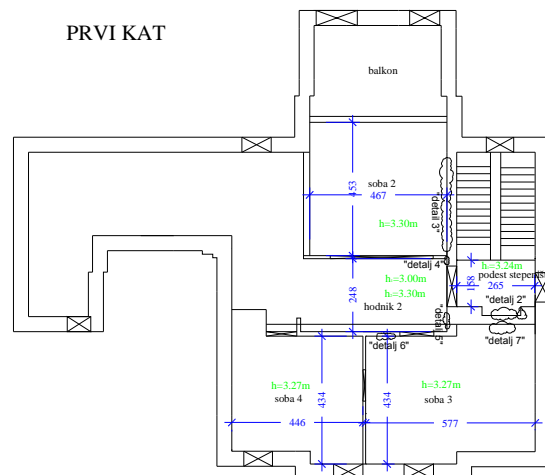 PRVI KAT
balkon
453
soba 2
467
"detalj 3"
h=3.30m
"detalj 4"
h=3.24m
podest stepeništa
h=3.00m
158
265
248
h=3.30m
hodnik 2
"detalj 2"
"detalj 5"
"detalj 6"
"detalj 7"
h=3.27m
soba 4
434
434
h=3.27m
soba 3
446
577